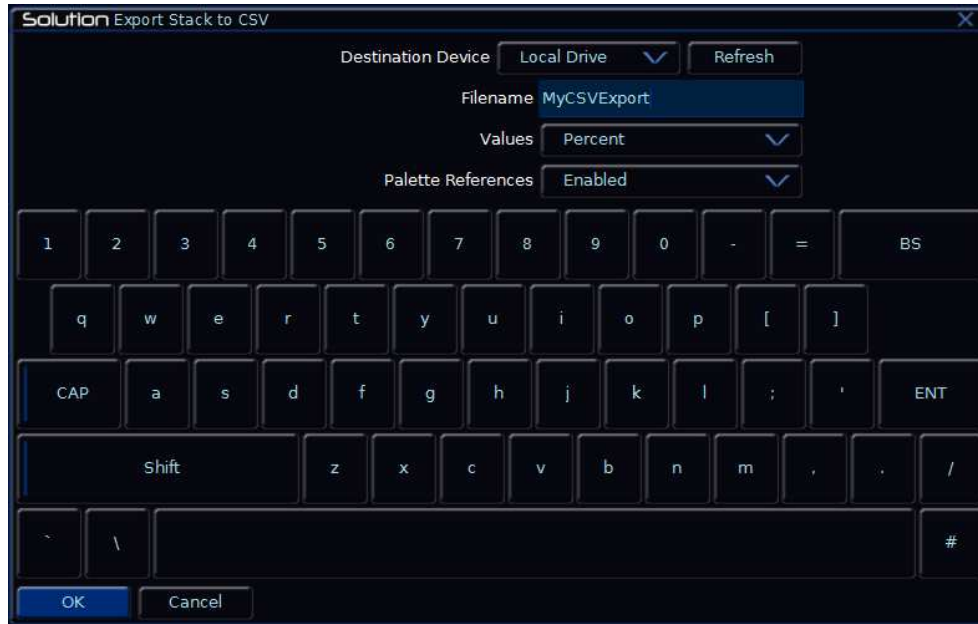 Solution Export Stack to CSV X
Destination Device Local Drive Refresh
Filename MyCSVExport
Values Percent
Palette References Enabled
1 2 3 4 5 6 7 8 9 0 - = BS
q w e r t y u i o p [ ]
CAP a s d f g h j k l ; ' ENT
Shift z x c v b n m , . /
` \ #
OK Cancel